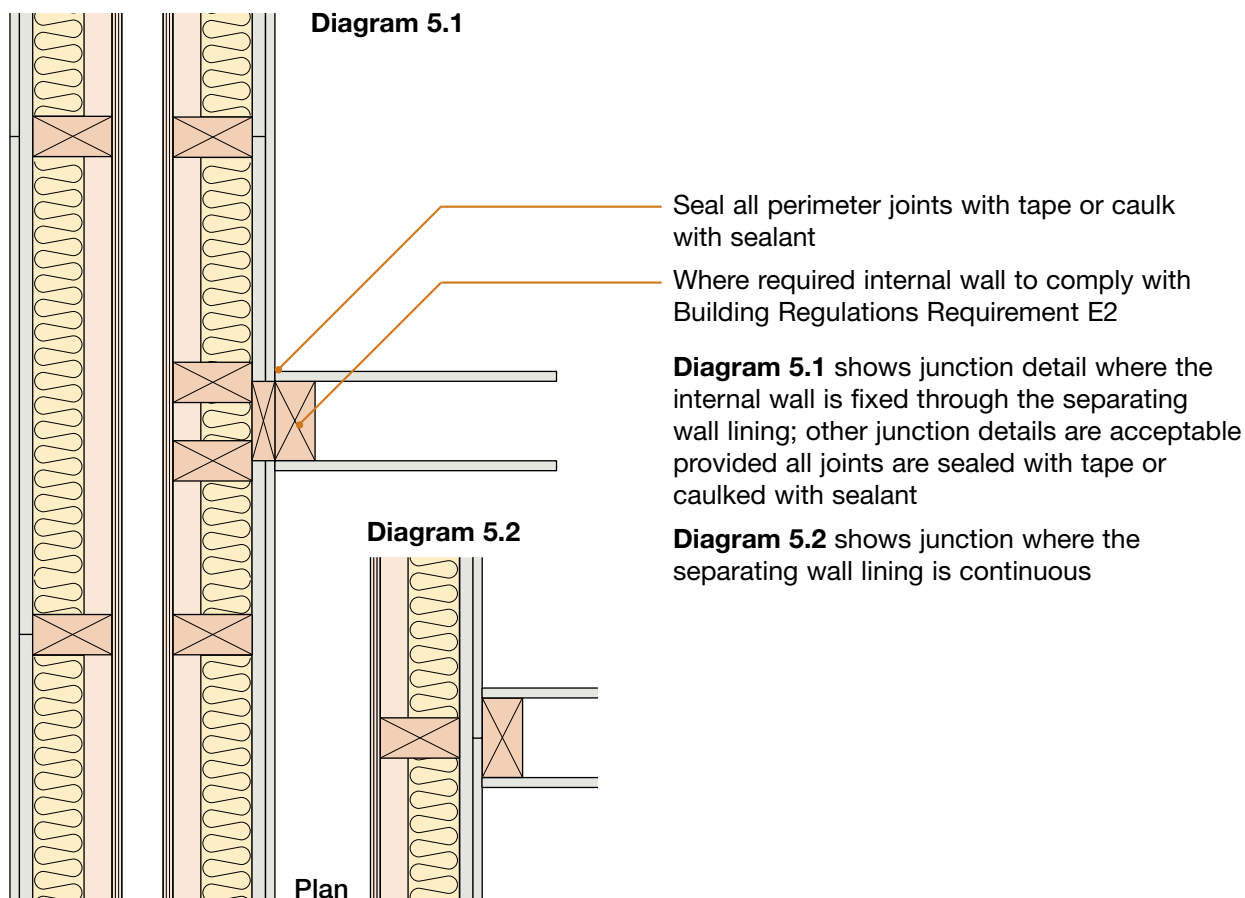 Diagram 5.1
Seal all perimeter joints with tape or caulk
with sealant
Where required internal wall to comply with
Building Regulations Requirement E2
Diagram 5.1 shows junction detail where the
internal wall is fixed through the separating
wall lining; other junction details are acceptable
provided all joints are sealed with tape or
caulked with sealant
Diagram 5.2
Diagram 5.2 shows junction where the
separating wall lining is continuous
Plan